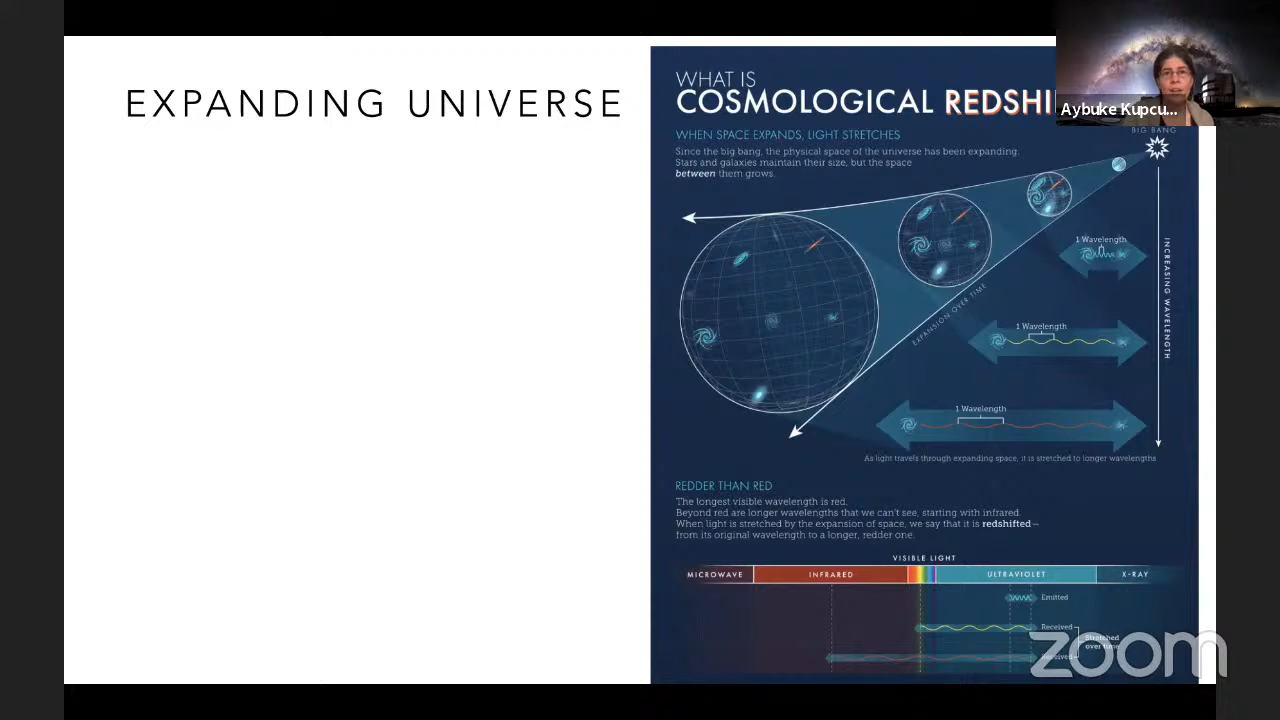 EXPANDING UNIVERSE
WHAT IS
COSMOLOGICAL REDSHI
Aybuke Kupcu...
WHEN SPACE EXPANDS, LIGHT STRETCHES
Since the big bang, the physical space of the universe has been expanding.
Stars and galaxies maintain their size, but the space
between them grows.
BIG BANG
1 Wavelength
INCREASING WAVELENGTH
EXPANSION OVER TIME
1 Wavelength
1 Wavelength
As light travels through expanding space, it is stretched to longer wavelengths
REDDER THAN RED
The longest visible wavelength is red.
Beyond red are longer wavelengths that we can't see, starting with infrared.
When light is stretched by the expansion of space, we say that it is redshifted—
from its original wavelength to a longer, redder one.
VISIBLE LIGHT
MICROWAVE INFRARED ULTRAVIOLET X-RAY
Emitted
Received
Stretched
over time
Received
zoom